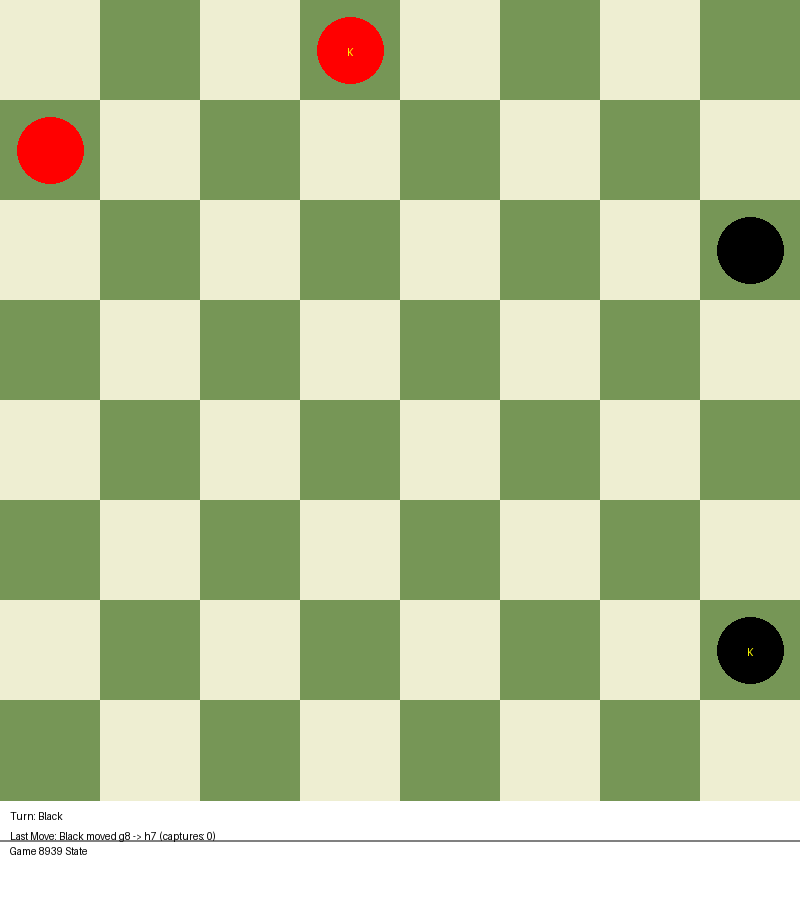 K
K
Turn: Black
Last Move: Black moved g8 -> h7 (captures: 0)
Game 8939 State